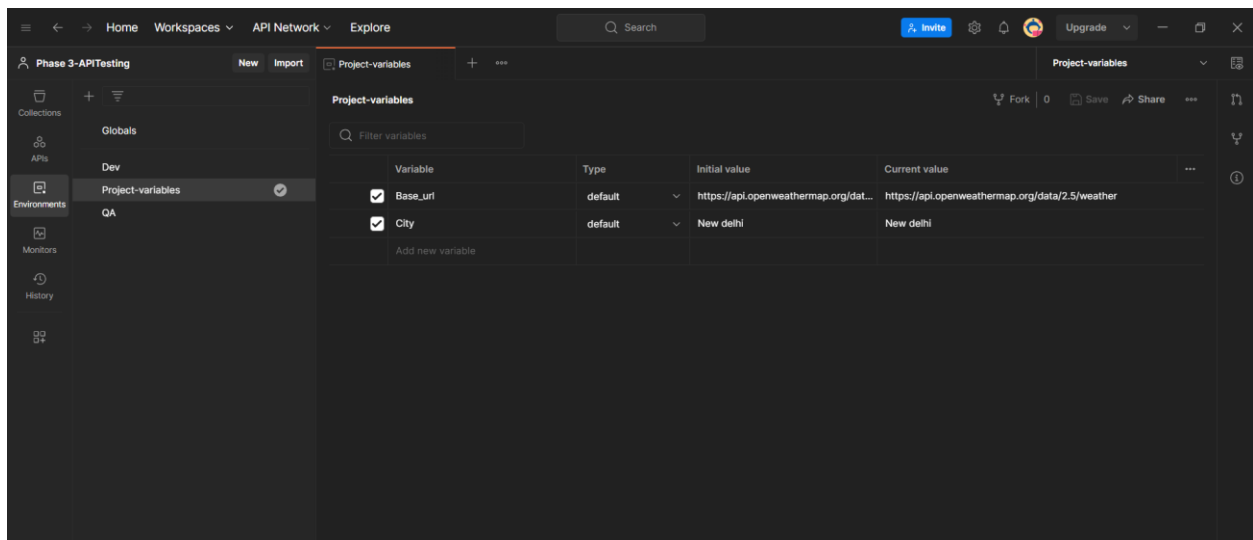 Home Workspaces API Network Explore Search Invite Upgrade
Phase 3-APITesting New Import Project-variables Project-variables
Collections
APIs
Environments
Monitors
History
Globals
Dev
Project-variables
QA
Project-variables Fork 0 Save Share
Filter variables
Variable Type Initial value Current value
Base_url default https://api.openweathermap.org/dat... https://api.openweathermap.org/data/2.5/weather
City default New delhi New delhi
Add new variable